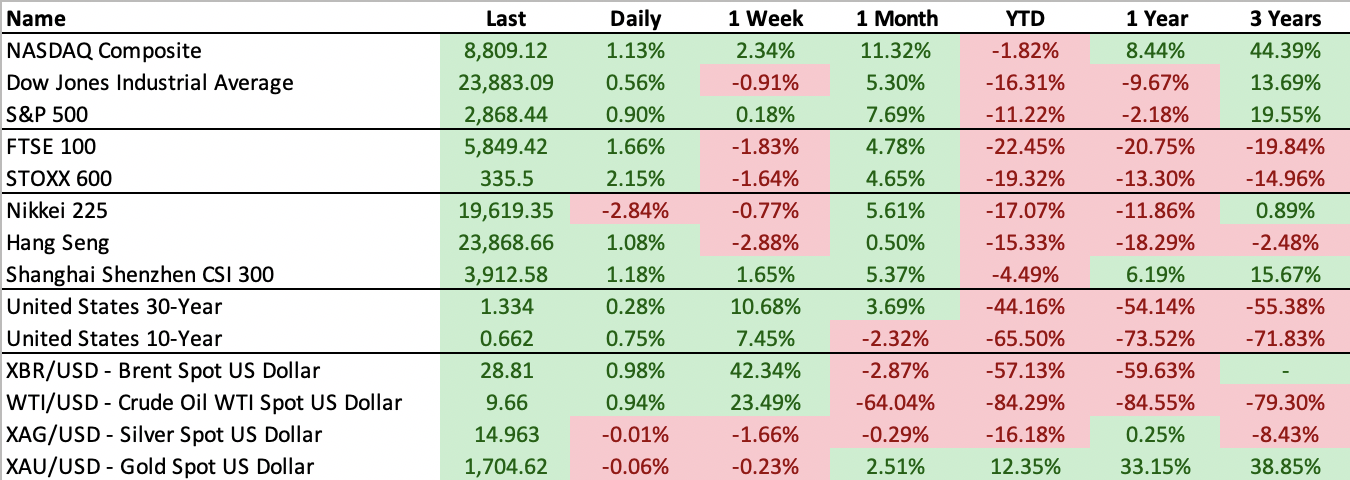 Name Last Daily 1 Week 1 Month YTD 1 Year 3 Years
NASDAQ Composite 8,809.12 1.13% 2.34% 11.32% -1.82% 8.44% 44.39%
Dow Jones Industrial Average 23,883.09 0.56% -0.91% 5.30% -16.31% -9.67% 13.69%
S&P 500 2,868.44 0.90% 0.18% 7.69% -11.22% -2.18% 19.55%
FTSE 100 5,849.42 1.66% -1.83% 4.78% -22.45% -20.75% -19.84%
STOXX 600 335.5 2.15% -1.64% 4.65% -19.32% -13.30% -14.96%
Nikkei 225 19,619.35 -2.84% -0.77% 5.61% -17.07% -11.86% 0.89%
Hang Seng 23,868.66 1.08% -2.88% 0.50% -15.33% -18.29% -2.48%
Shanghai Shenzhen CSI 300 3,912.58 1.18% 1.65% 5.37% -4.49% 6.19% 15.67%
United States 30-Year 1.334 0.28% 10.68% 3.69% -44.16% -54.14% -55.38%
United States 10-Year 0.662 0.75% 7.45% -2.32% -65.50% -73.52% -71.83%
XBR/USD - Brent Spot US Dollar 28.81 0.98% 42.34% -2.87% -57.13% -59.63% -
WTI/USD - Crude Oil WTI Spot US Dollar 9.66 0.94% 23.49% -64.04% -84.29% -84.55% -79.30%
XAG/USD - Silver Spot US Dollar 14.963 -0.01% -1.66% -0.29% -16.18% 0.25% -8.43%
XAU/USD - Gold Spot US Dollar 1,704.62 -0.06% -0.23% 2.51% 12.35% 33.15% 38.85%